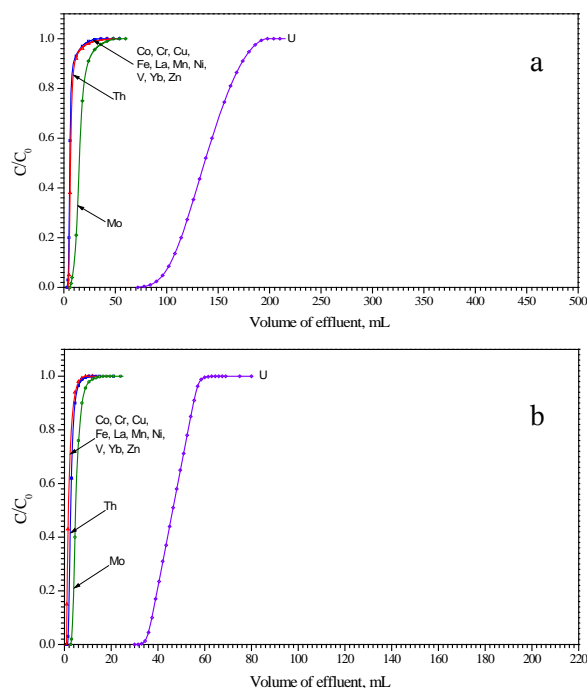 1.0
0.8
0.6
0.4
0.2
0.0
C/C0
Co, Cr, Cu,
Fe, La, Mn, Ni,
V, Yb, Zn
Th
Mo
U
a
0 50 100 150 200 250 300 350 400 450 500
Volume of effluent, mL
1.0
0.8
0.6
0.4
0.2
0.0
C/C0
Co, Cr, Cu,
Fe, La, Mn, Ni,
V, Yb, Zn
Th
Mo
U
b
0 20 40 60 80 100 120 140 160 180 200 220
Volume of effluent, mL